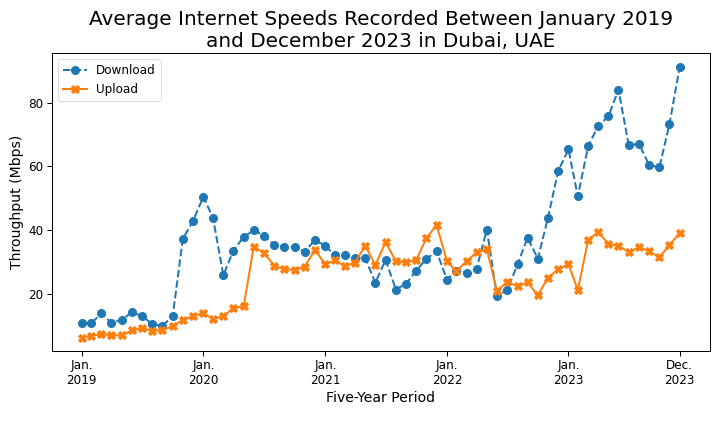 Average Internet Speeds Recorded Between January 2019
and December 2023 in Dubai, UAE
Download
Upload
Throughput (Mbps)
80
60
40
20
Jan.
2019
Jan.
2020
Jan.
2021
Jan.
2022
Jan.
2023
Dec.
2023
Five-Year Period